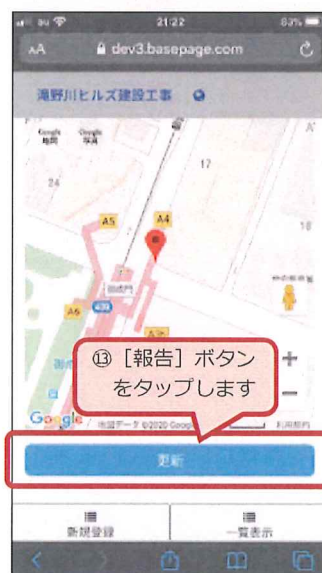 au 21:22 83%
AA dev3.basepage.com
滝野川ヒルズ建設工事
Google 地図
Google 写真
17
24
A5
A4
18
A6
409
⑬［報告］ボタン
をタップします
+
−
Google 地図データ ©2020 Google 利用規約
更新
新規登録
一覧表示